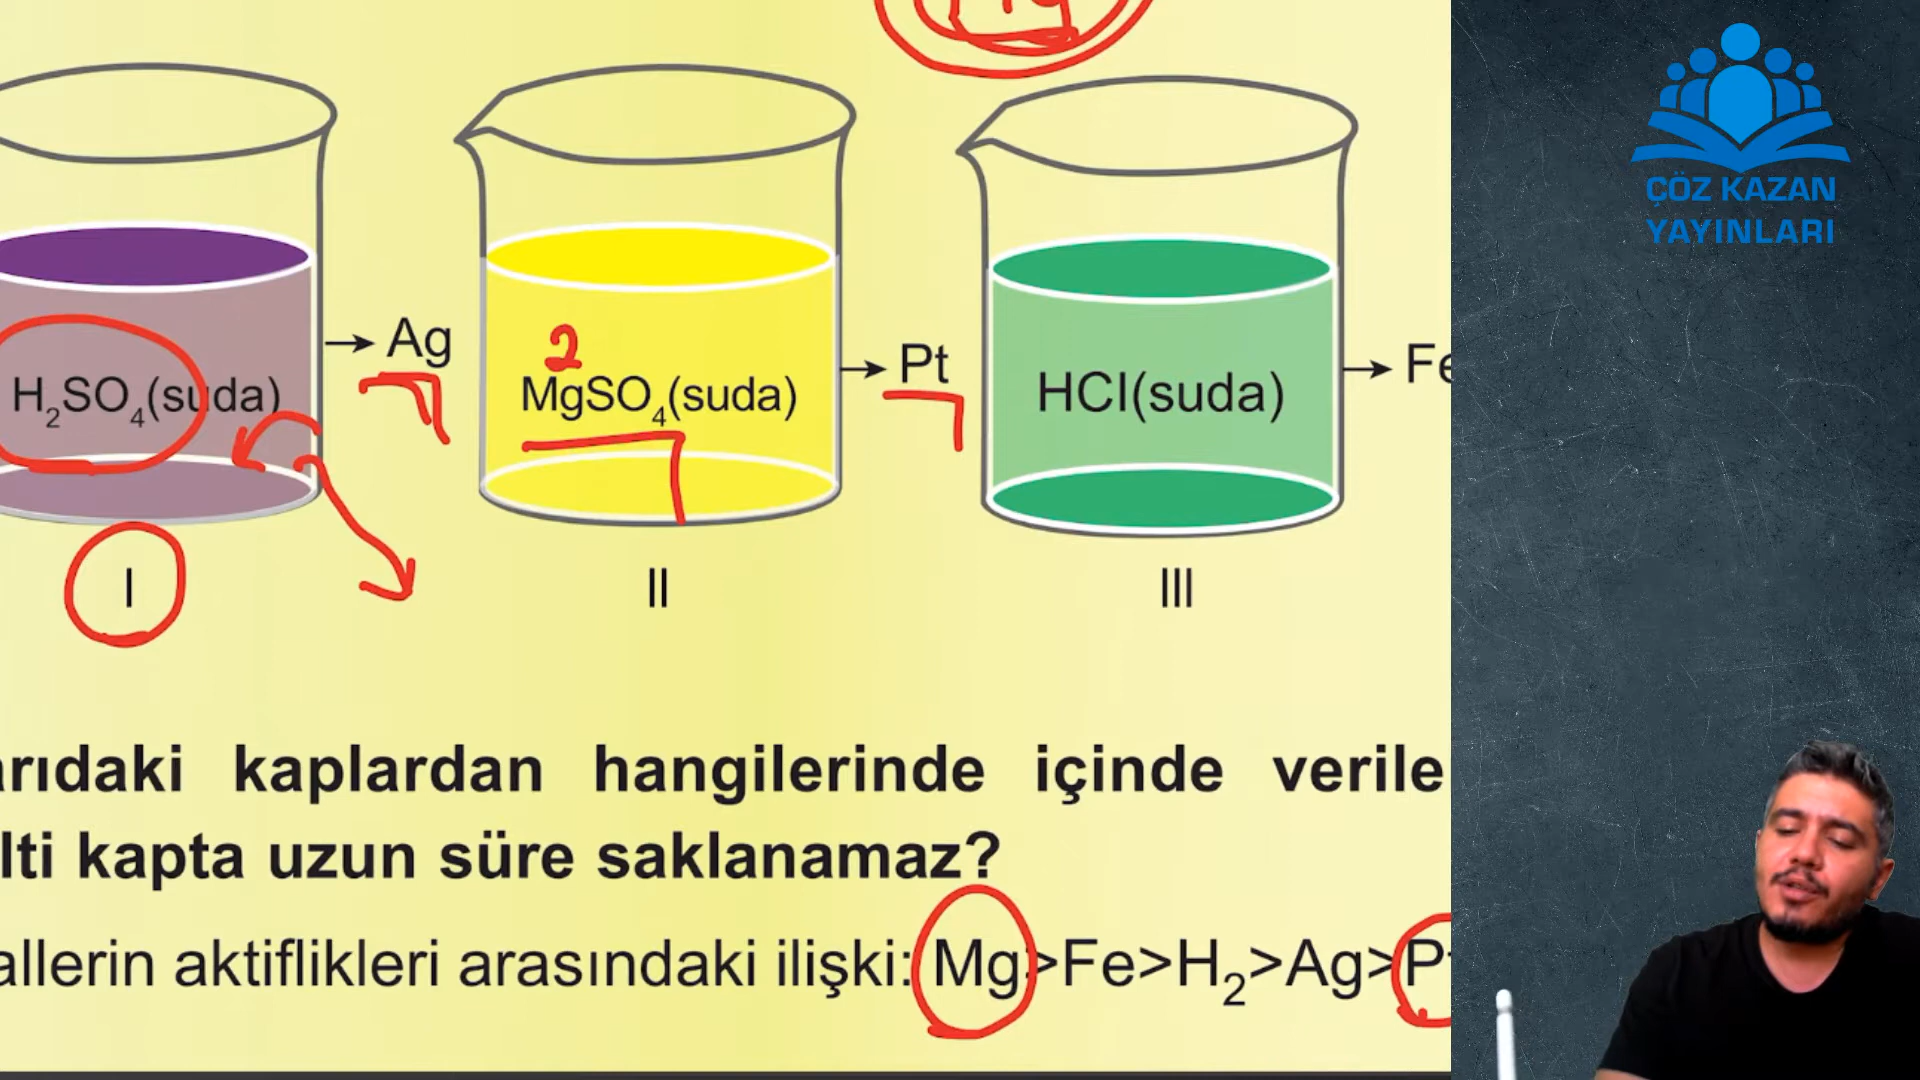 ÇÖZ KAZAN
YAYINLARI
Ag
Pt
Fe
2
H2SO4(suda)
MgSO4(suda)
HCl(suda)
I
II
III
arıdaki kaplardan hangilerinde içinde verile
lti kapta uzun süre saklanamaz?
allerin aktiflikleri arasındaki ilişki: Mg>Fe>H2>Ag>P